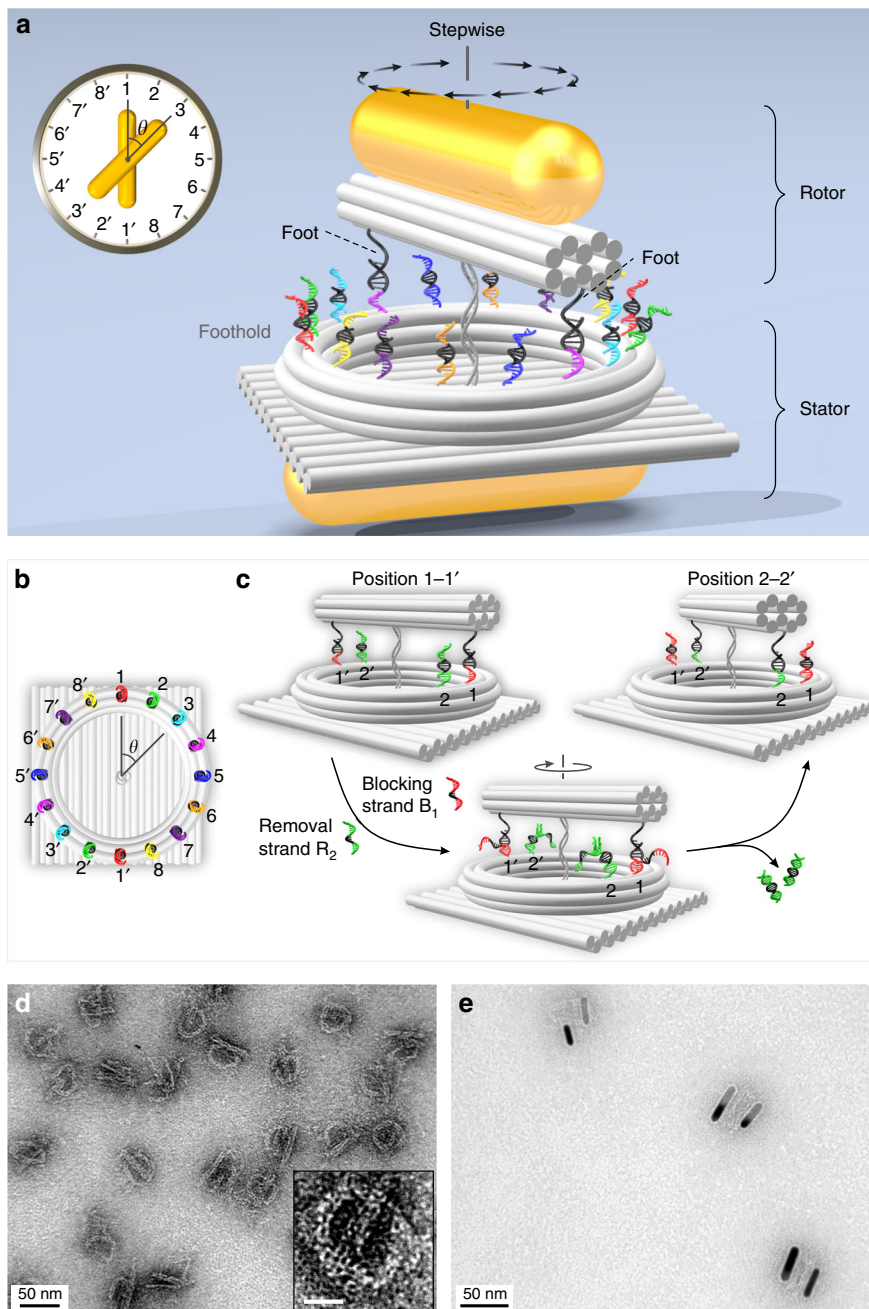 a
Stepwise
1
2
3
4
5
6
7
8
1′
2′
3′
4′
5′
6′
7′
8′
θ
Foot
Foot
Foothold
Rotor
Stator
b
1
2
3
4
5
6
7
8
1′
2′
3′
4′
5′
6′
7′
8′
θ
c
Position 1–1′
Position 2–2′
1′
2′
2
1
1′
2′
2
1
Blocking
strand B₁
Removal
strand R₂
1′
2′
2
1
d
50 nm
e
50 nm